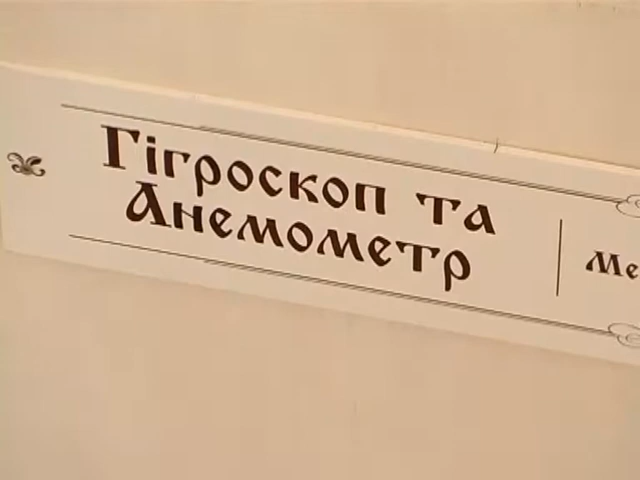 Гігроскоп та
Анемометр